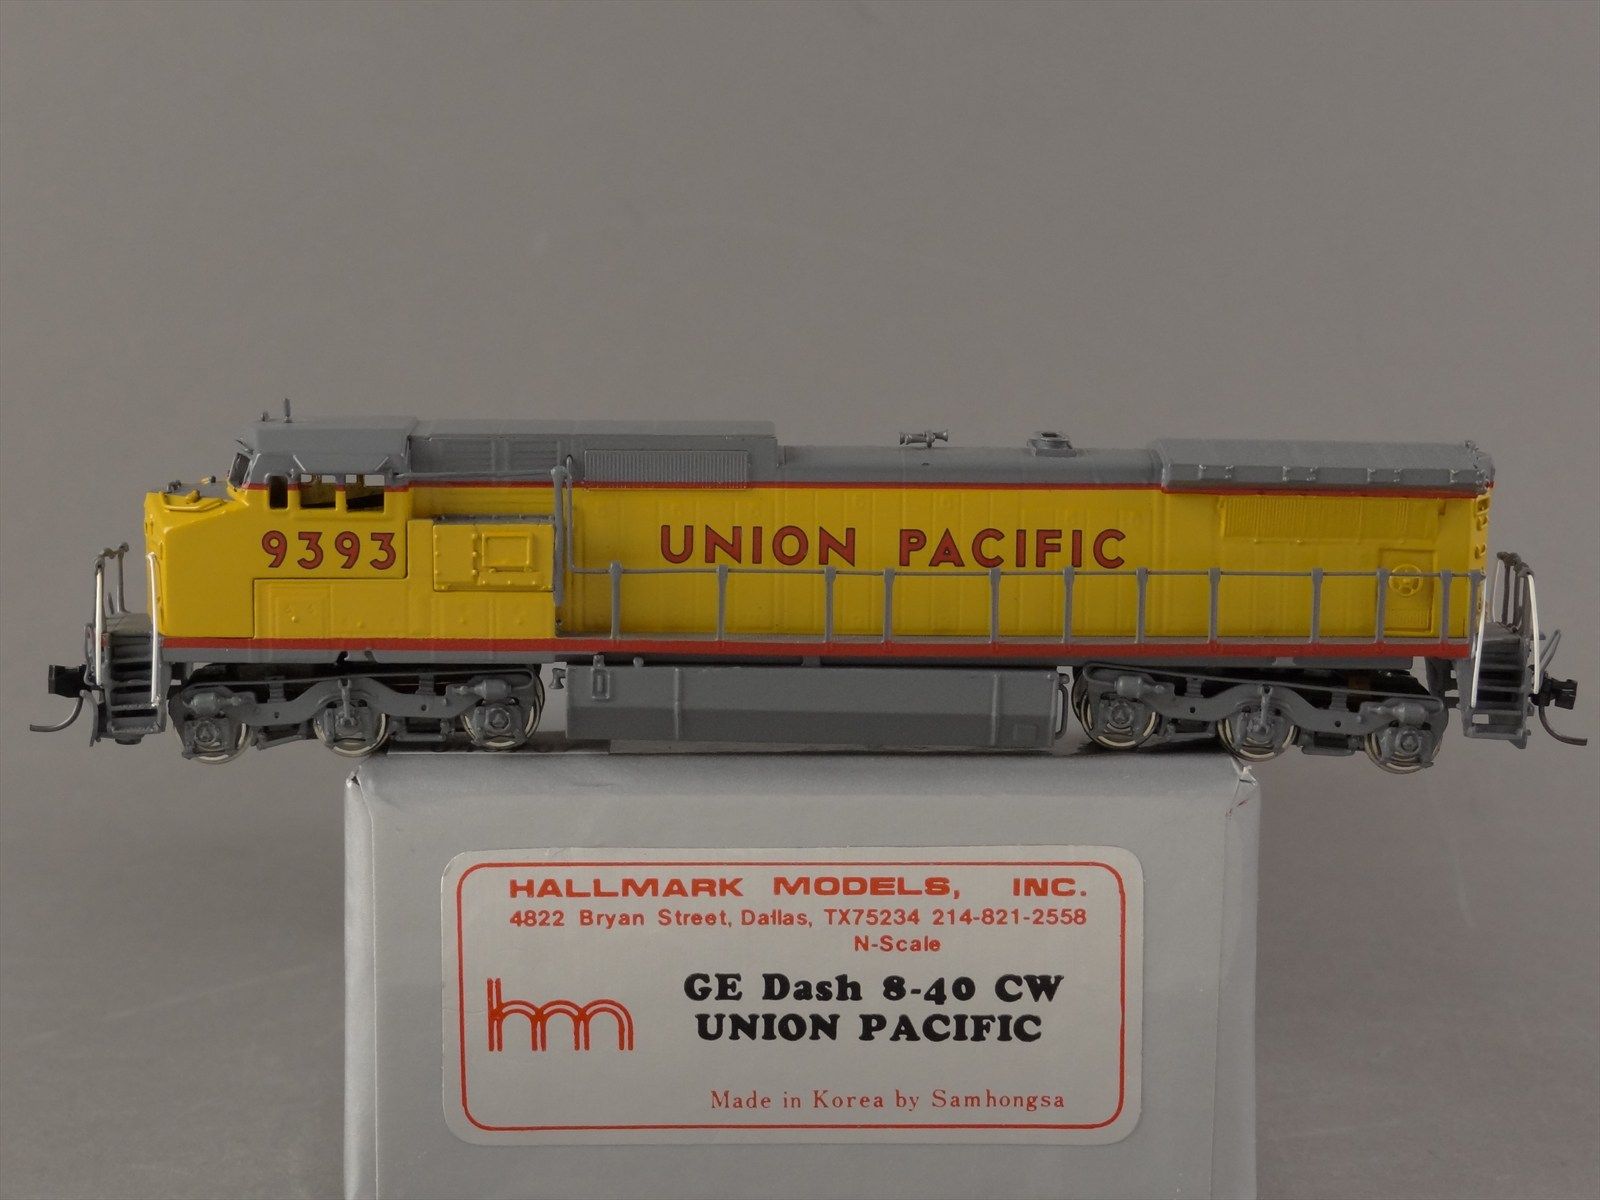 9393
UNION PACIFIC
HALLMARK MODELS, INC.
4822 Bryan Street, Dallas, TX75234 214-821-2558
N-Scale
hm
GE Dash 8-40 CW
UNION PACIFIC
Made in Korea by Samhongsa